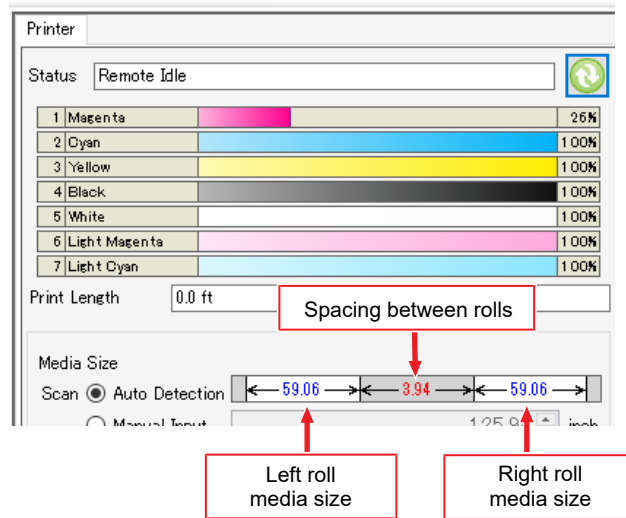 Printer
Status Remote Idle
1 Magenta 26%
2 Cyan 100%
3 Yellow 100%
4 Black 100%
5 White 100%
6 Light Magenta 100%
7 Light Cyan 100%
Print Length 0.0 ft
Spacing between rolls
Media Size
Scan Auto Detection 59.06 3.94 59.06
Manual Input inch
Left roll
media size
Right roll
media size